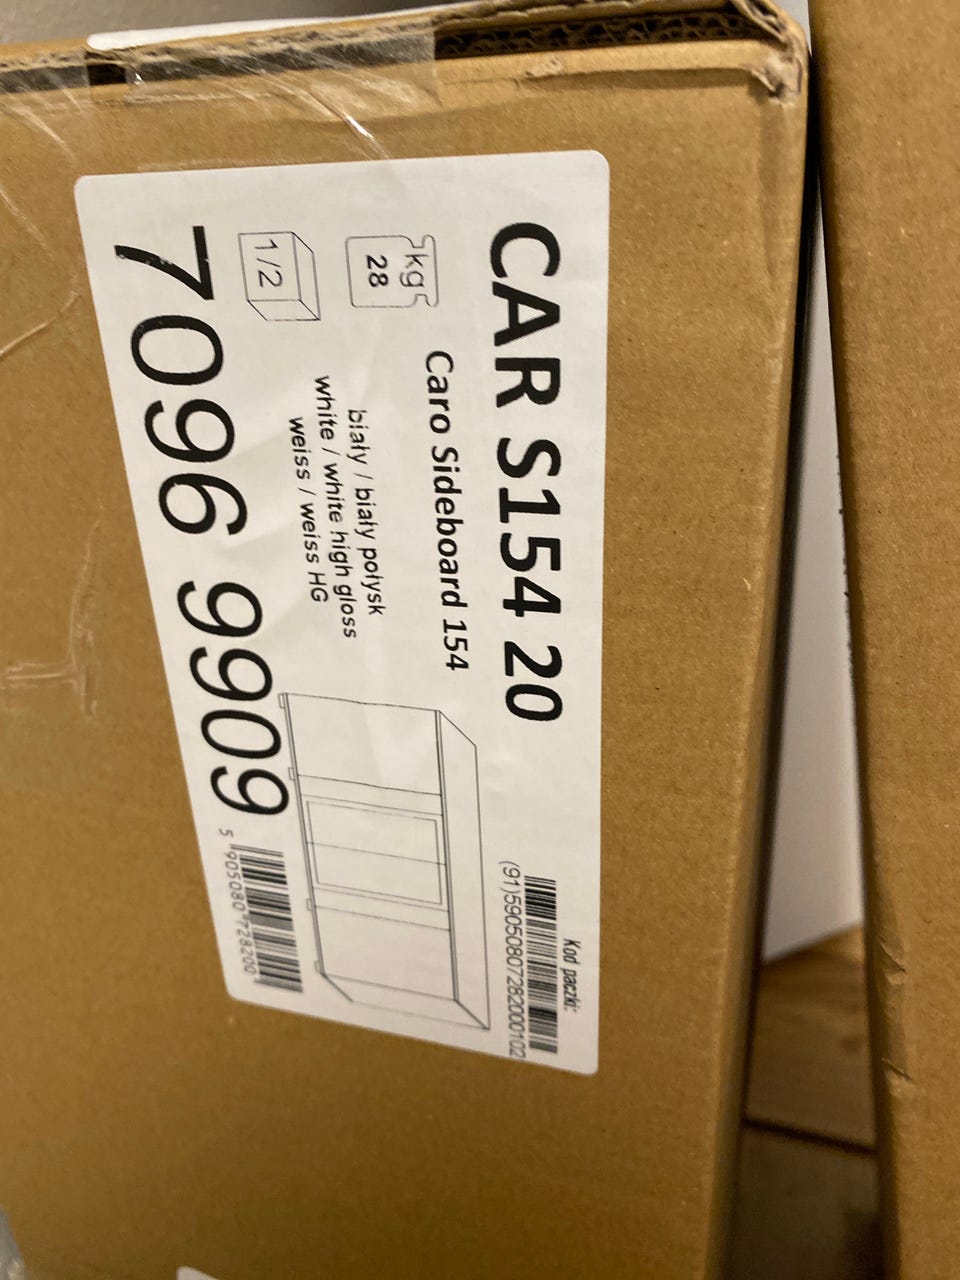 CAR S154 20
Kod paczki:
(91)59050807282000102
Caro Sideboard 154
kg
28
biały / biały połysk
white / white high gloss
weiss / weiss HG
1/2
7096 9909
5 905080 728200